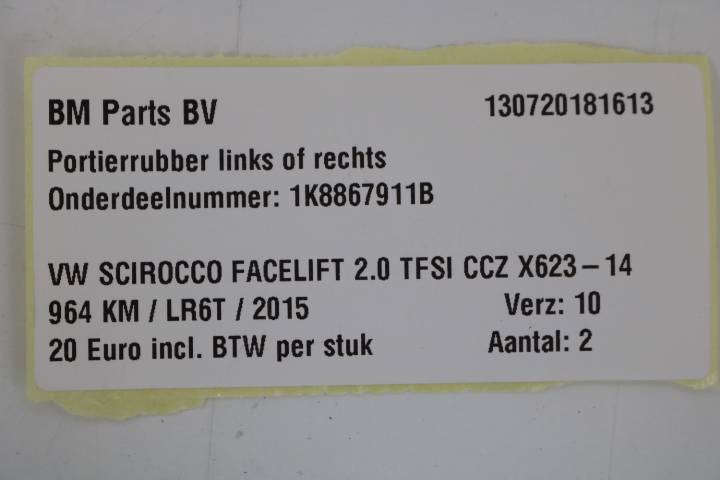 BM Parts BV 130720181613
Portierrubber links of rechts
Onderdeelnummer: 1K8867911B
VW SCIROCCO FACELIFT 2.0 TFSI CCZ X623-14
964 KM / LR6T / 2015 Verz: 10
20 Euro incl. BTW per stuk Aantal: 2